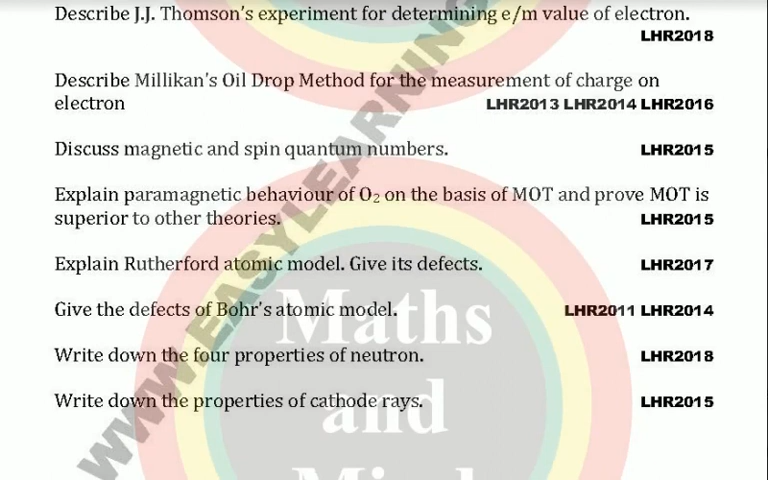 Describe J.J. Thomson's experiment for determining e/m value of electron.
LHR2018
Describe Millikan's Oil Drop Method for the measurement of charge on
electron LHR2013 LHR2014 LHR2016
Discuss magnetic and spin quantum numbers. LHR2015
Explain paramagnetic behaviour of O₂ on the basis of MOT and prove MOT is
superior to other theories. LHR2015
Explain Rutherford atomic model. Give its defects. LHR2017
Give the defects of Bohr's atomic model. LHR2011 LHR2014
Write down the four properties of neutron. LHR2018
Write down the properties of cathode rays. LHR2015
WWW.EASYLEARNING
Maths
and